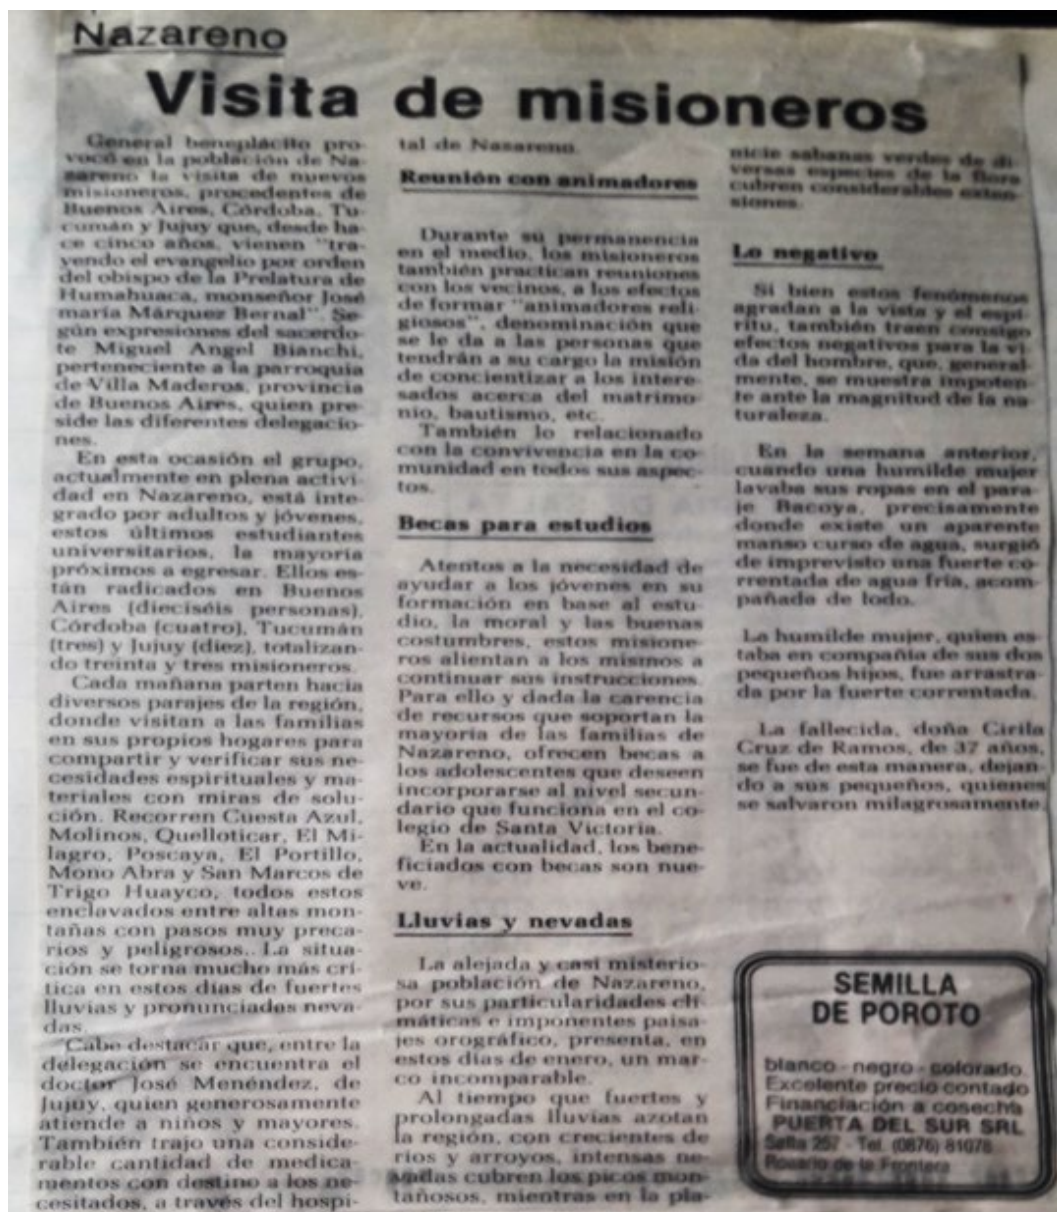 Nazareno
Visita de misioneros
General beneplácito pro-
vocó en la población de Na-
zareno la visita de nuevos
misioneros, procedentes de
Buenos Aires, Córdoba, Tu-
cumán y Jujuy que, desde ha-
ce cinco años, vienen "tra-
yendo el evangelio por orden
del obispo de la Prelatura de
Humahuaca, monseñor José
maría Márquez Bernal". Se-
gún expresiones del sacerdo-
te Miguel Angel Bianchi,
perteneciente a la parroquia
de Villa Maderos, provincia
de Buenos Aires, quien pre-
side las diferentes delegacio-
nes.
En esta ocasión el grupo,
actualmente en plena activi-
dad en Nazareno, está inte-
grado por adultos y jóvenes,
estos últimos estudiantes
universitarios, la mayoría
próximos a egresar. Ellos es-
tán radicados en Buenos
Aires (dieciséis personas),
Córdoba (cuatro), Tucumán
(tres) y Jujuy (diez), totalizan-
do treinta y tres misioneros.
Cada mañana parten hacia
diversos parajes de la región,
donde visitan a las familias
en sus propios hogares para
compartir y verificar sus ne-
cesidades espirituales y ma-
teriales con miras de solu-
ción. Recorren Cuesta Azul,
Molinos, Quelloticar, El Mi-
lagro, Poscaya, El Portillo,
Mono Abra y San Marcos de
Trigo Huayco, todos estos
enclavados entre altas mon-
tañas con pasos muy preca-
rios y peligrosos.. La situa-
ción se torna mucho más crí-
tica en estos días de fuertes
lluvias y pronunciadas neva-
das.
Cabe destacar que, entre la
delegación se encuentra el
doctor José Menéndez, de
Jujuy, quien generosamente
atiende a niños y mayores.
También trajo una conside-
rable cantidad de medica-
mentos con destino a los ne-
cesitados, a través del hospi-
tal de Nasareno.
Reunión con animadores
Durante su permanencia
en el medio, los misioneros
también practican reuniones
con los vecinos, a los efectos
de formar "animadores reli-
giosos", denominación que
se le da a las personas que
tendrán a su cargo la misión
de concientizar a los intere-
sados acerca del matrimo-
nio, bautismo, etc.
También lo relacionado
con la convivencia en la co-
munidad en todos sus aspec-
tos.
Becas para estudios
Atentos a la necesidad de
ayudar a los jóvenes en su
formación en base al estu-
dio, la moral y las buenas
costumbres, estos misione-
ros alientan a los mismos a
continuar sus instrucciones.
Para ello y dada la carencia
de recursos que soportan la
mayoría de las familias de
Nazareno, ofrecen becas a
los adolescentes que deseen
incorporarse al nivel secun-
dario que funciona en el co-
legio de Santa Victoria.
En la actualidad, los bene-
ficiados con becas son nue-
ve.
Lluvias y nevadas
La alejada y casi misterio-
sa población de Nazareno,
por sus particularidades cli-
máticas e imponentes paisa-
jes orográfico, presenta, en
estos días de enero, un mar-
co incomparable.
Al tiempo que fuertes y
prolongadas lluvias azotan
la región, con crecientes de
ríos y arroyos, intensas ne-
vadas cubren los picos mon-
tañosos, mientras en la pla-
nicie sabanas verdes de di-
versas especies de la flora
cubren considerables exten-
siones.
Lo negativo
Si bien estos fenómenos
agradan a la vista y el espí-
ritu, también traen consigo
efectos negativos para la vi-
da del hombre, que, general-
mente, se muestra impoten-
te ante la magnitud de la na-
turaleza.
En la semana anterior,
cuando una humilde mujer
lavaba sus ropas en el para-
je Bacoya, precisamente
donde existe un aparente
manso curso de agua, surgió
de imprevisto una fuerte co-
rrentada de agua fría, acom-
pañada de lodo.
La humilde mujer, quien es-
taba en compañía de sus dos
pequeños hijos, fue arrastra-
da por la fuerte correntada.
La fallecida, doña Cirila
Cruz de Ramos, de 37 años,
se fue de esta manera, dejan-
do a sus pequeños, quienes
se salvaron milagrosamente.
SEMILLA
DE POROTO
blanco - negro - colorado.
Excelente precio contado
Financiación a cosecha
PUERTA DEL SUR SRL
Salta 257 - Tel. (0876) 81078
Rosario de la Frontera